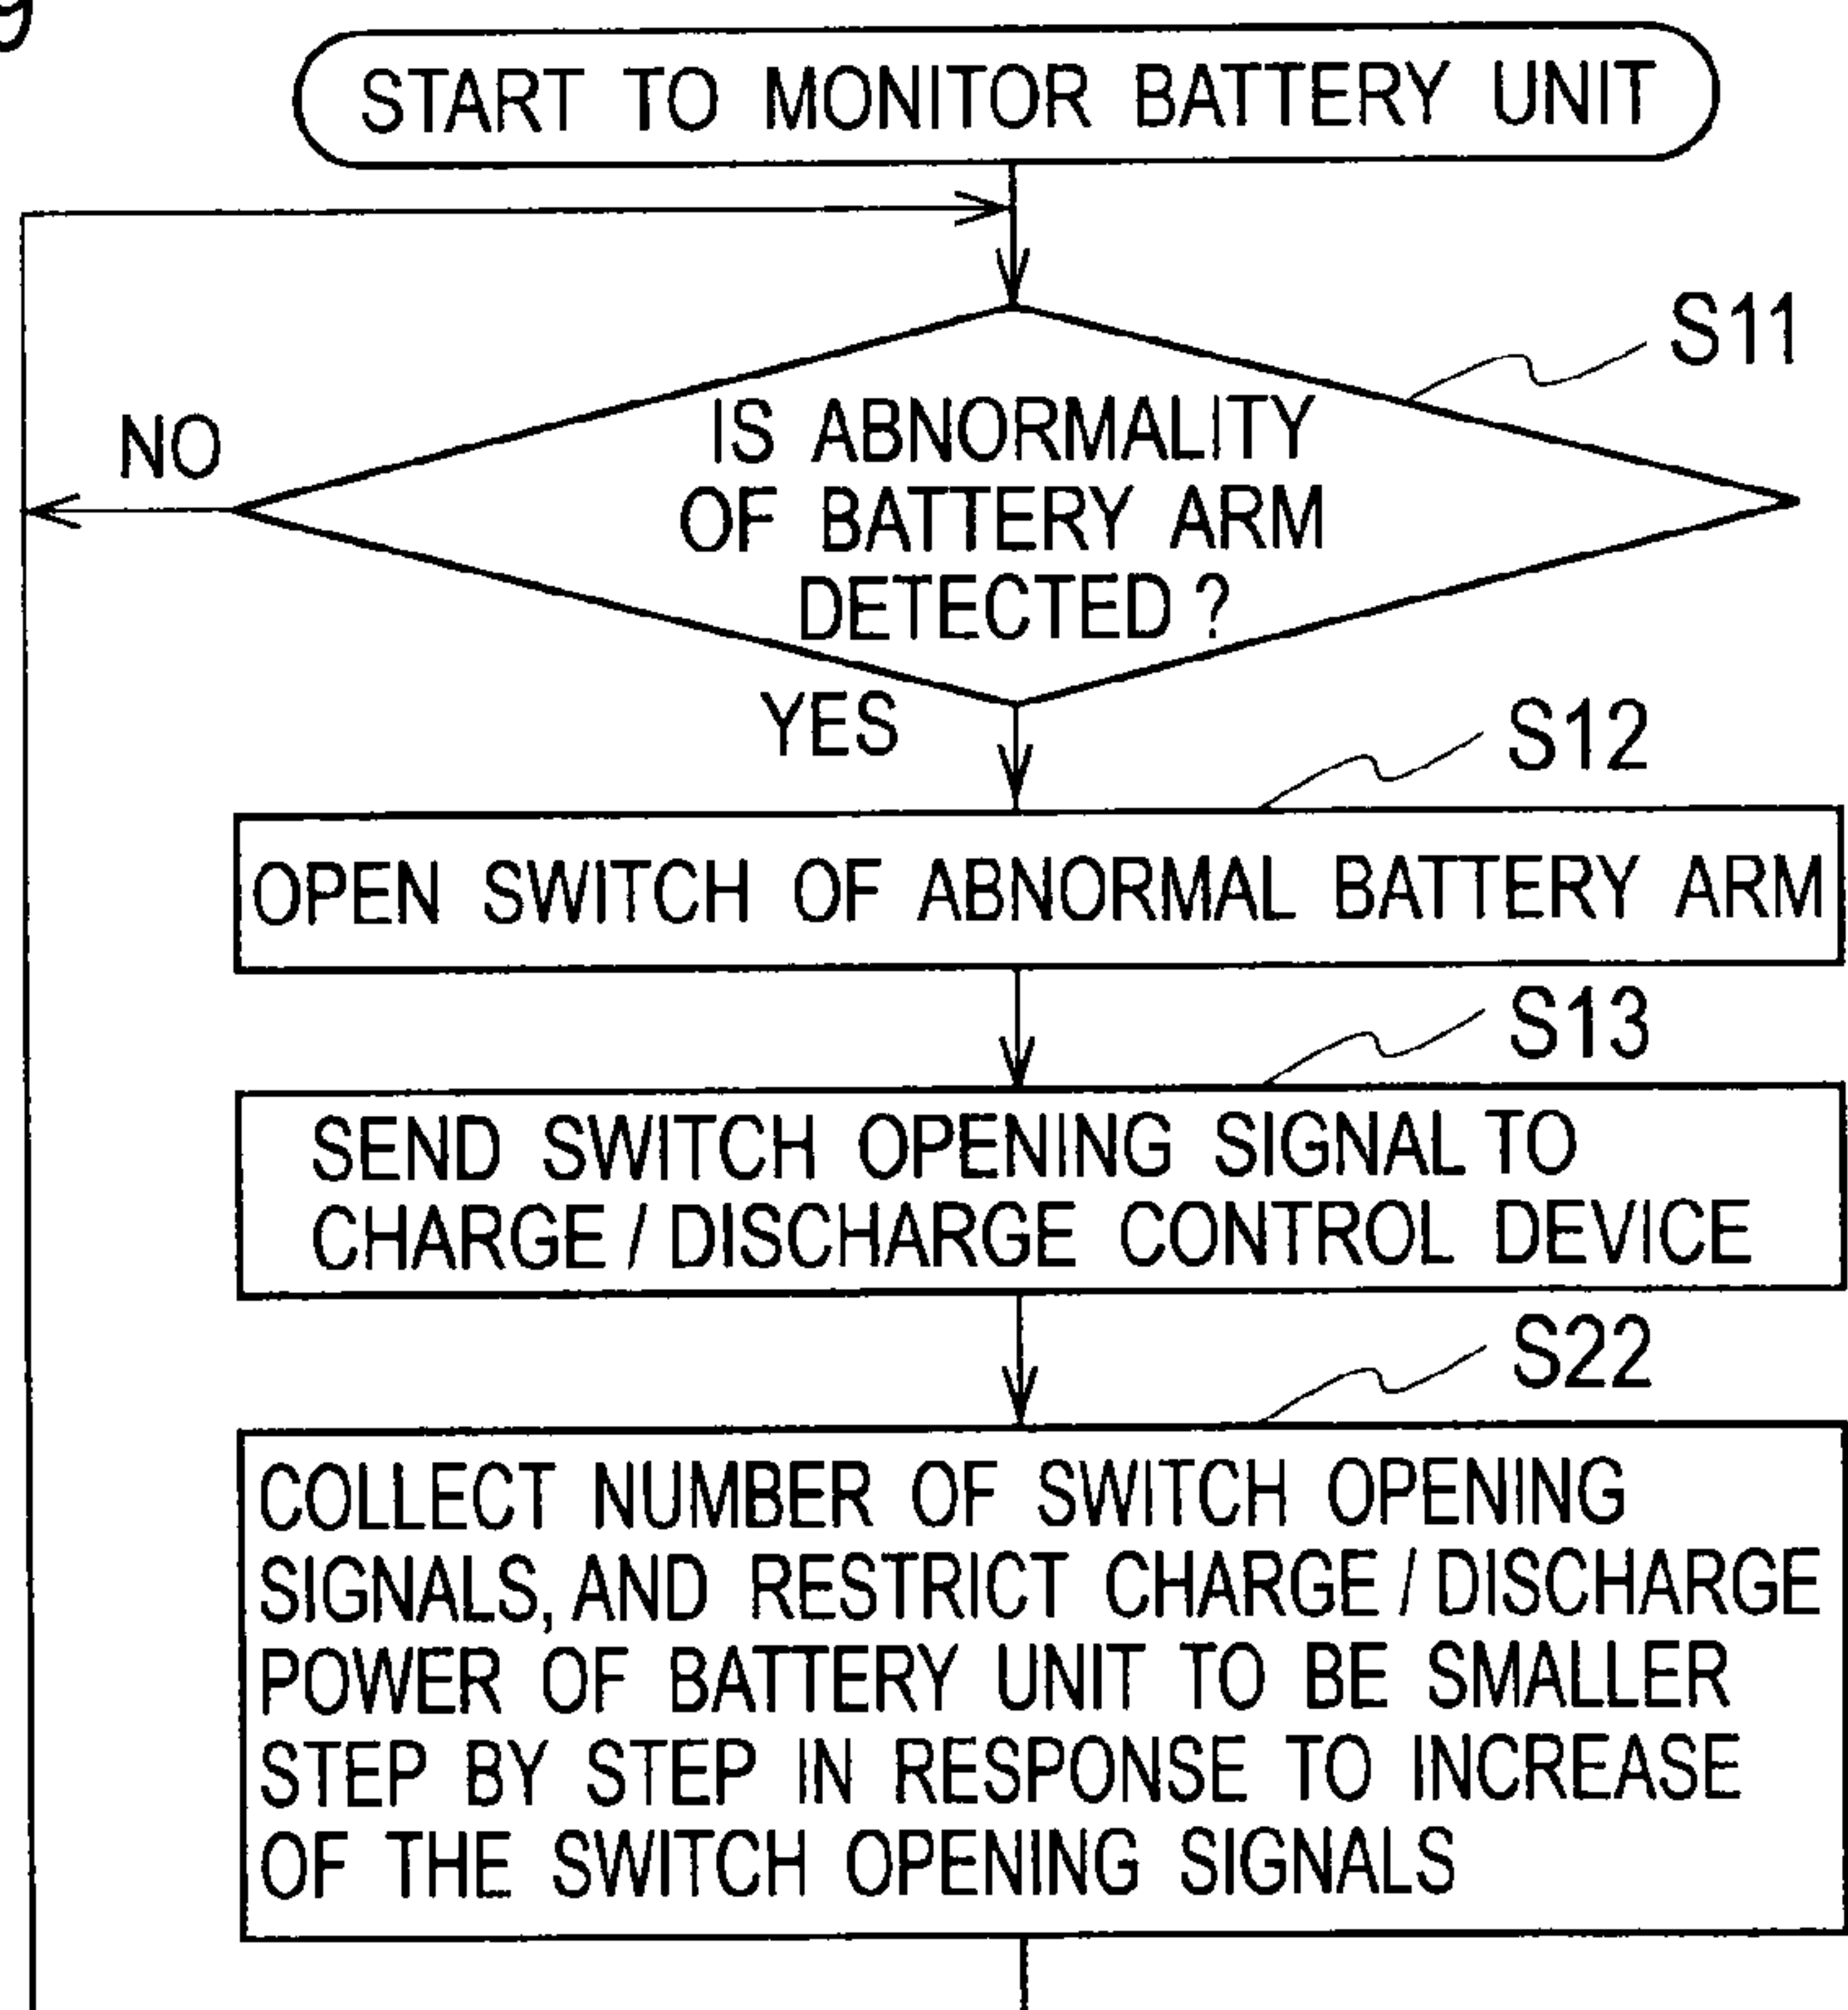 START TO MONITOR BATTERY UNIT
S11
IS ABNORMALITY
OF BATTERY ARM
DETECTED ?
NO
YES
S12
OPEN SWITCH OF ABNORMAL BATTERY ARM
S13
SEND SWITCH OPENING SIGNAL TO
CHARGE / DISCHARGE CONTROL DEVICE
S22
COLLECT NUMBER OF SWITCH OPENING
SIGNALS, AND RESTRICT CHARGE / DISCHARGE
POWER OF BATTERY UNIT TO BE SMALLER
STEP BY STEP IN RESPONSE TO INCREASE
OF THE SWITCH OPENING SIGNALS